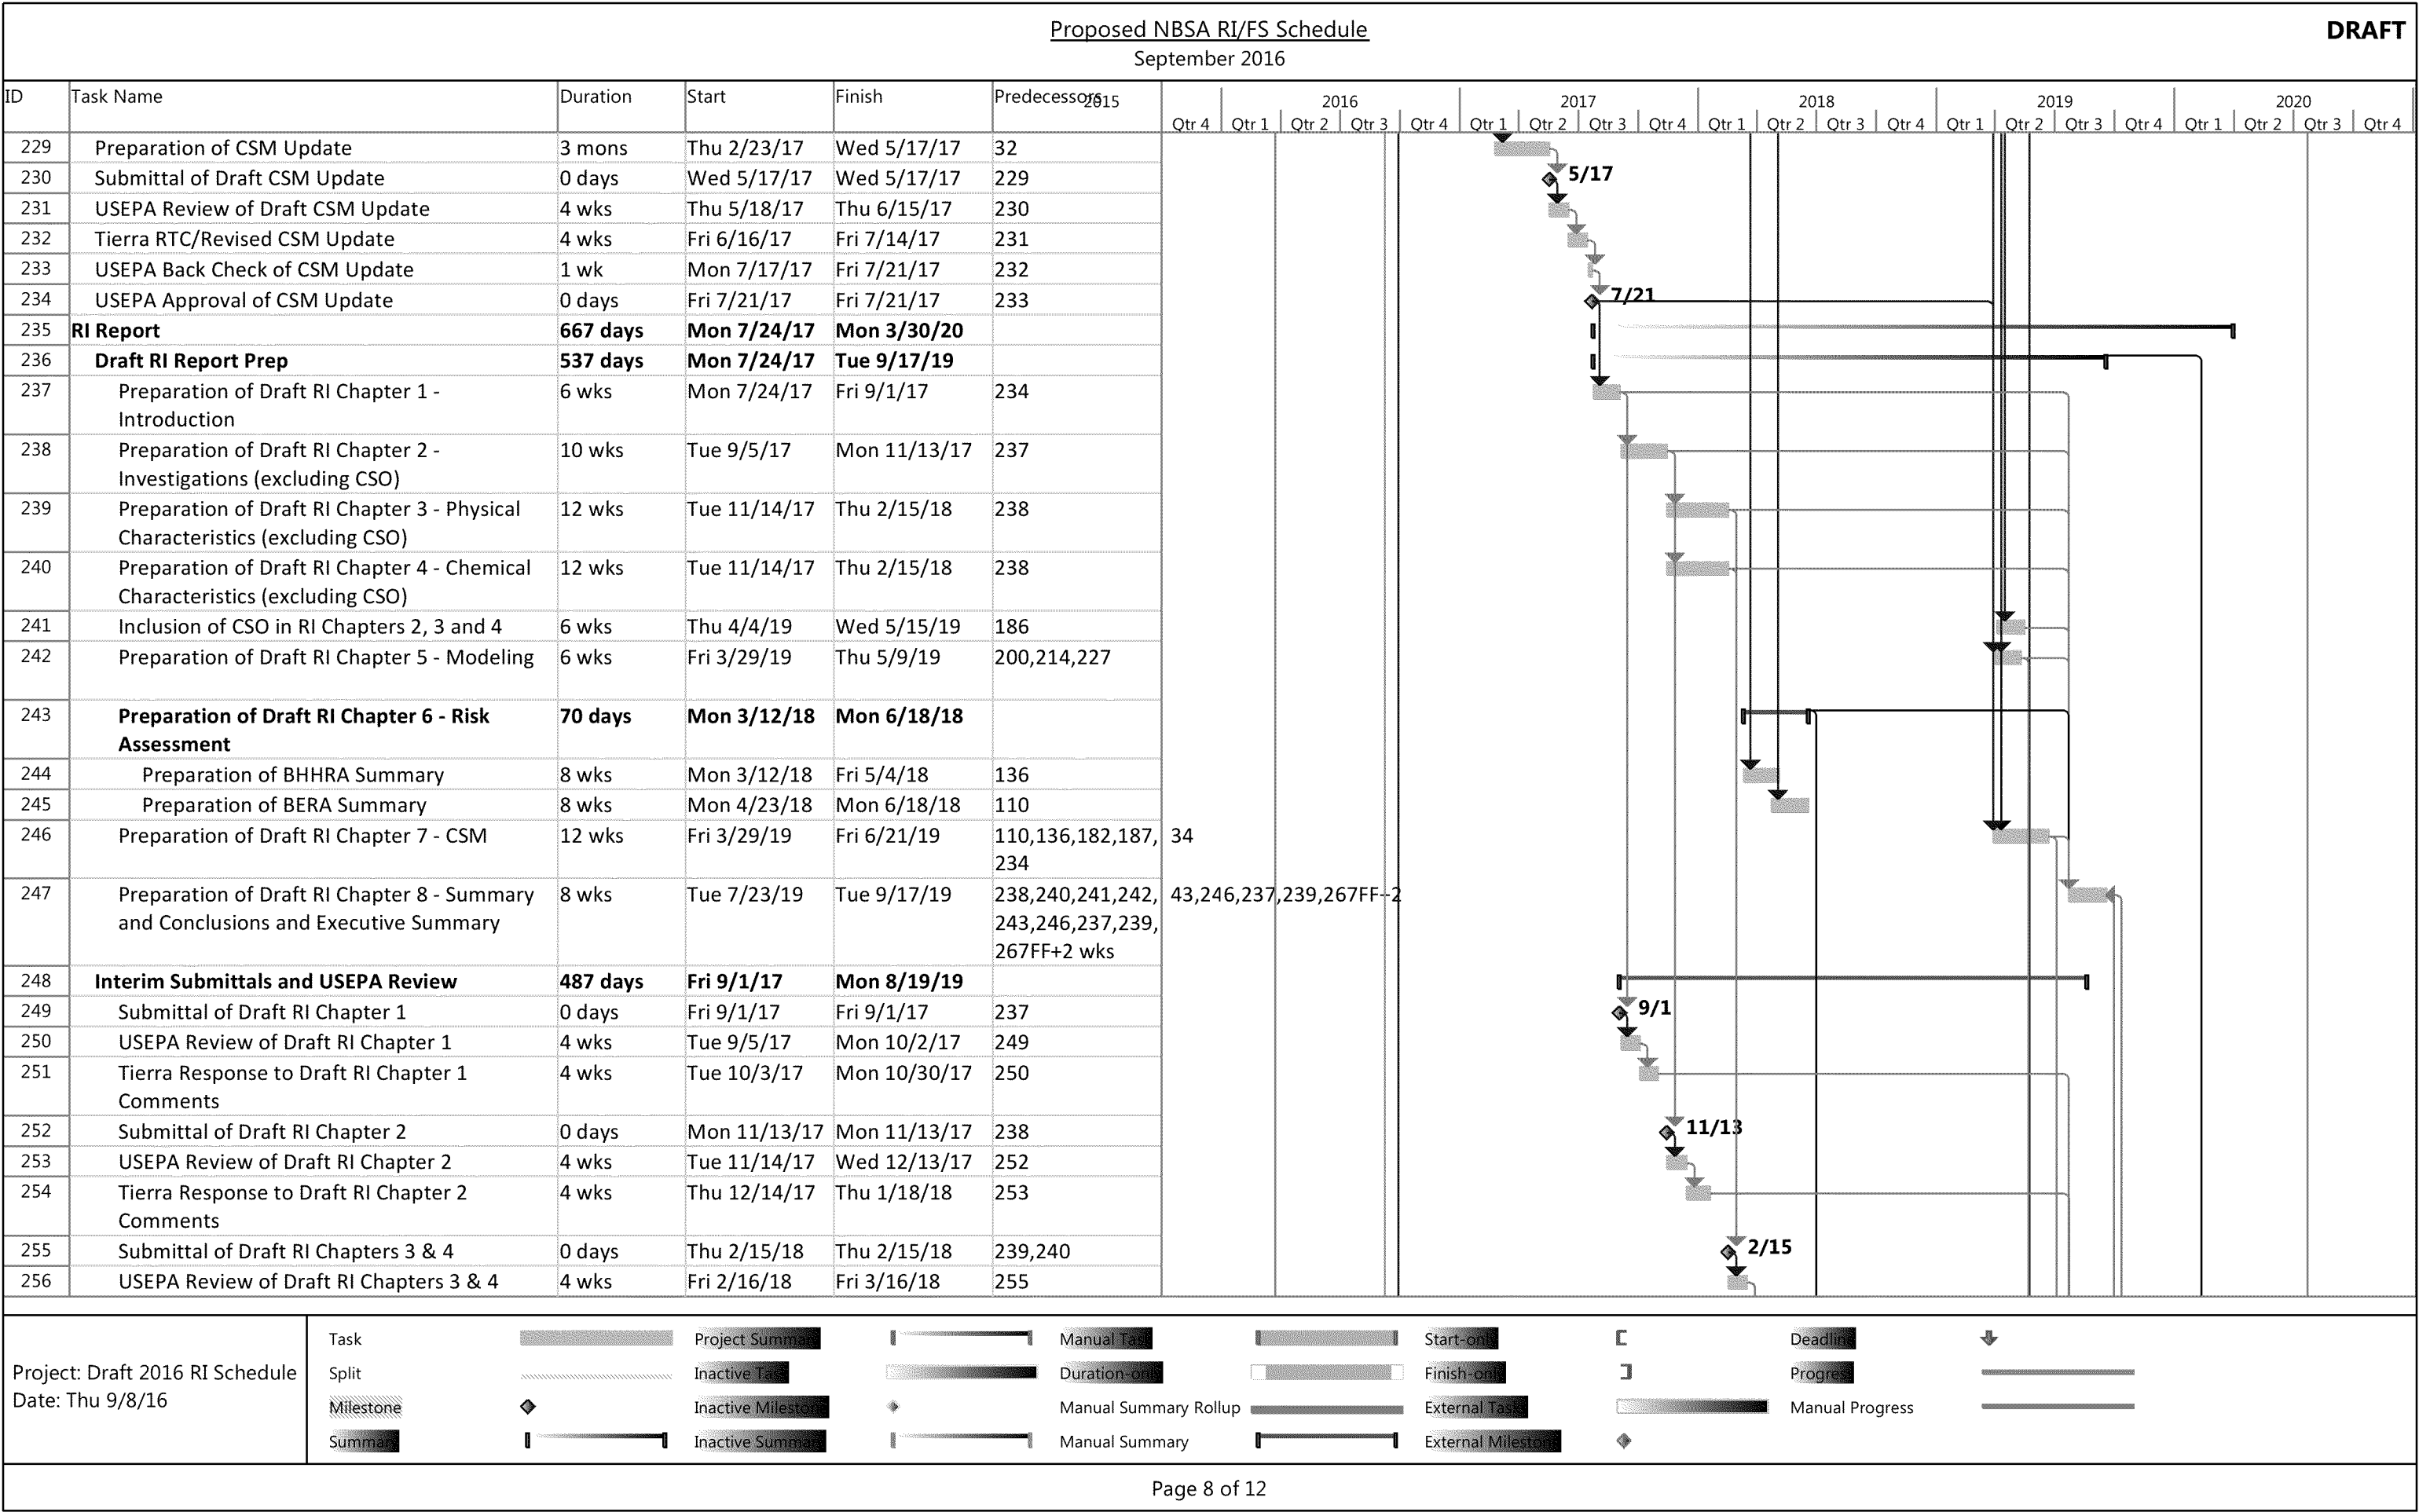 Proposed NBSA RI/FS Schedule
DRAFT
September 2016
ID Task Name Duration Start Finish Predecessors 2015 2016 2017 2018 2019 2020
Qtr 4 Qtr 1 Qtr 2 Qtr 3 Qtr 4 Qtr 1 Qtr 2 Qtr 3 Qtr 4 Qtr 1 Qtr 2 Qtr 3 Qtr 4 Qtr 1 Qtr 2 Qtr 3 Qtr 4 Qtr 1 Qtr 2 Qtr 3 Qtr 4
229 Preparation of CSM Update 3 mons Thu 2/23/17 Wed 5/17/17 32
230 Submittal of Draft CSM Update 0 days Wed 5/17/17 Wed 5/17/17 229 5/17
231 USEPA Review of Draft CSM Update 4 wks Thu 5/18/17 Thu 6/15/17 230
232 Tierra RTC/Revised CSM Update 4 wks Fri 6/16/17 Fri 7/14/17 231
233 USEPA Back Check of CSM Update 1 wk Mon 7/17/17 Fri 7/21/17 232
234 USEPA Approval of CSM Update 0 days Fri 7/21/17 Fri 7/21/17 233 7/21
235 RI Report 667 days Mon 7/24/17 Mon 3/30/20
236 Draft RI Report Prep 537 days Mon 7/24/17 Tue 9/17/19
237 Preparation of Draft RI Chapter 1 - 6 wks Mon 7/24/17 Fri 9/1/17 234
Introduction
238 Preparation of Draft RI Chapter 2 - 10 wks Tue 9/5/17 Mon 11/13/17 237
Investigations (excluding CSO)
239 Preparation of Draft RI Chapter 3 - Physical 12 wks Tue 11/14/17 Thu 2/15/18 238
Characteristics (excluding CSO)
240 Preparation of Draft RI Chapter 4 - Chemical 12 wks Tue 11/14/17 Thu 2/15/18 238
Characteristics (excluding CSO)
241 Inclusion of CSO in RI Chapters 2, 3 and 4 6 wks Thu 4/4/19 Wed 5/15/19 186
242 Preparation of Draft RI Chapter 5 - Modeling 6 wks Fri 3/29/19 Thu 5/9/19 200,214,227
243 Preparation of Draft RI Chapter 6 - Risk 70 days Mon 3/12/18 Mon 6/18/18
Assessment
244 Preparation of BHHRA Summary 8 wks Mon 3/12/18 Fri 5/4/18 136
245 Preparation of BERA Summary 8 wks Mon 4/23/18 Mon 6/18/18 110
246 Preparation of Draft RI Chapter 7 - CSM 12 wks Fri 3/29/19 Fri 6/21/19 110,136,182,187, 34
234
247 Preparation of Draft RI Chapter 8 - Summary 8 wks Tue 7/23/19 Tue 9/17/19 238,240,241,242, 43,246,237,239,267FF+2
and Conclusions and Executive Summary 243,246,237,239,
267FF+2 wks
248 Interim Submittals and USEPA Review 487 days Fri 9/1/17 Mon 8/19/19
249 Submittal of Draft RI Chapter 1 0 days Fri 9/1/17 Fri 9/1/17 237 9/1
250 USEPA Review of Draft RI Chapter 1 4 wks Tue 9/5/17 Mon 10/2/17 249
251 Tierra Response to Draft RI Chapter 1 4 wks Tue 10/3/17 Mon 10/30/17 250
Comments
252 Submittal of Draft RI Chapter 2 0 days Mon 11/13/17 Mon 11/13/17 238 11/13
253 USEPA Review of Draft RI Chapter 2 4 wks Tue 11/14/17 Wed 12/13/17 252
254 Tierra Response to Draft RI Chapter 2 4 wks Thu 12/14/17 Thu 1/18/18 253
Comments
255 Submittal of Draft RI Chapters 3 & 4 0 days Thu 2/15/18 Thu 2/15/18 239,240 2/15
256 USEPA Review of Draft RI Chapters 3 & 4 4 wks Fri 2/16/18 Fri 3/16/18 255
Project: Draft 2016 RI Schedule
Date: Thu 9/8/16
Task Project Summary Manual Task Start-only Deadline
Split Inactive Task Duration-only Finish-only Progress
Milestone Inactive Milestone Manual Summary Rollup External Tasks Manual Progress
Summary Inactive Summary Manual Summary External Milestone
Page 8 of 12